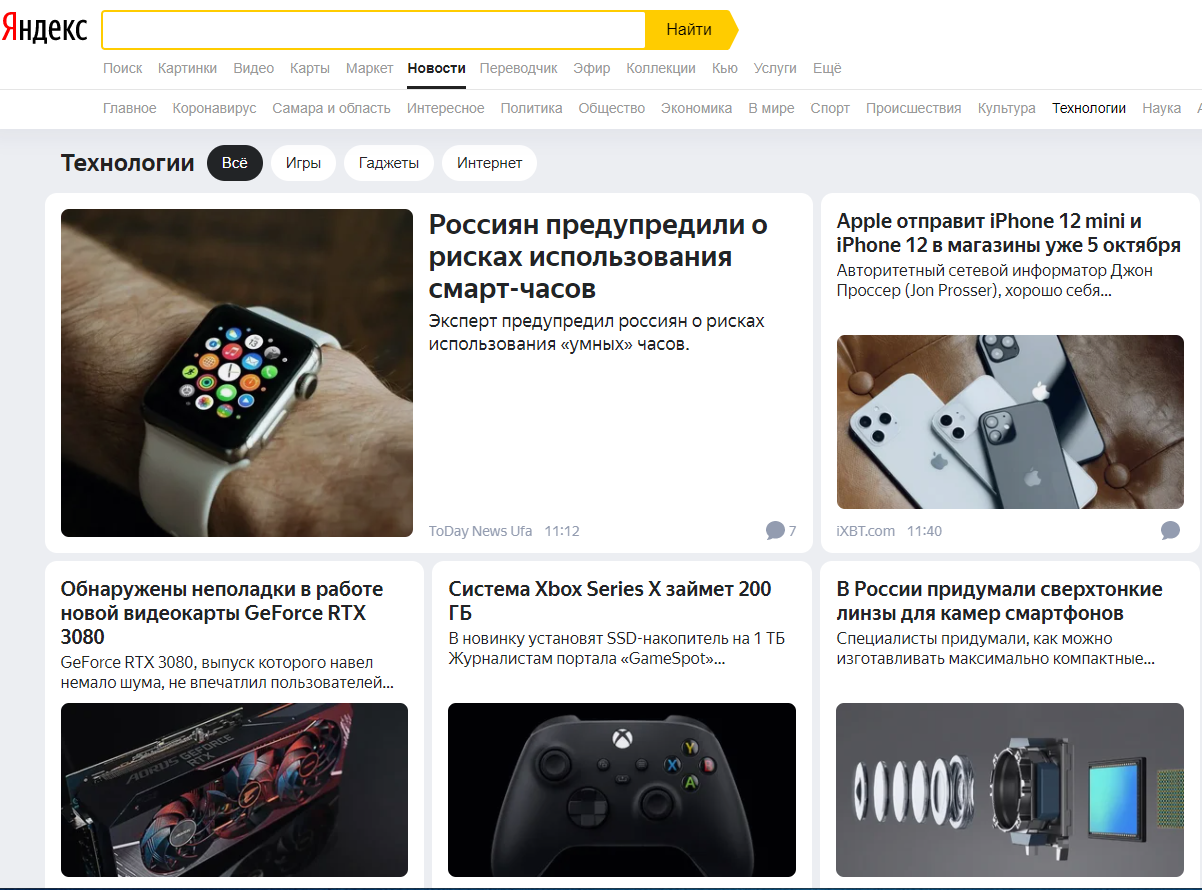 Яндекс
Найти
Поиск Картинки Видео Карты Маркет Новости Переводчик Эфир Коллекции Кью Услуги Ещё
Главное Коронавирус Самара и область Интересное Политика Общество Экономика В мире Спорт Происшествия Культура Технологии Наука
Технологии Всё Игры Гаджеты Интернет
Россиян предупредили о
рисках использования
смарт-часов
Эксперт предупредил россиян о рисках
использования «умных» часов.
ToDay News Ufa 11:12 7
Apple отправит iPhone 12 mini и
iPhone 12 в магазины уже 5 октября
Авторитетный сетевой информатор Джон
Проссер (Jon Prosser), хорошо себя...
iXBT.com 11:40
Обнаружены неполадки в работе
новой видеокарты GeForce RTX
3080
GeForce RTX 3080, выпуск которого навел
немало шума, не впечатлил пользователей...
AORUS GEFORCE
RTX
Система Xbox Series X займет 200
ГБ
В новинку установят SSD-накопитель на 1 ТБ
Журналистам портала «GameSpot»...
Y
X B
A
В России придумали сверхтонкие
линзы для камер смартфонов
Специалисты придумали, как можно
изготавливать максимально компактные...